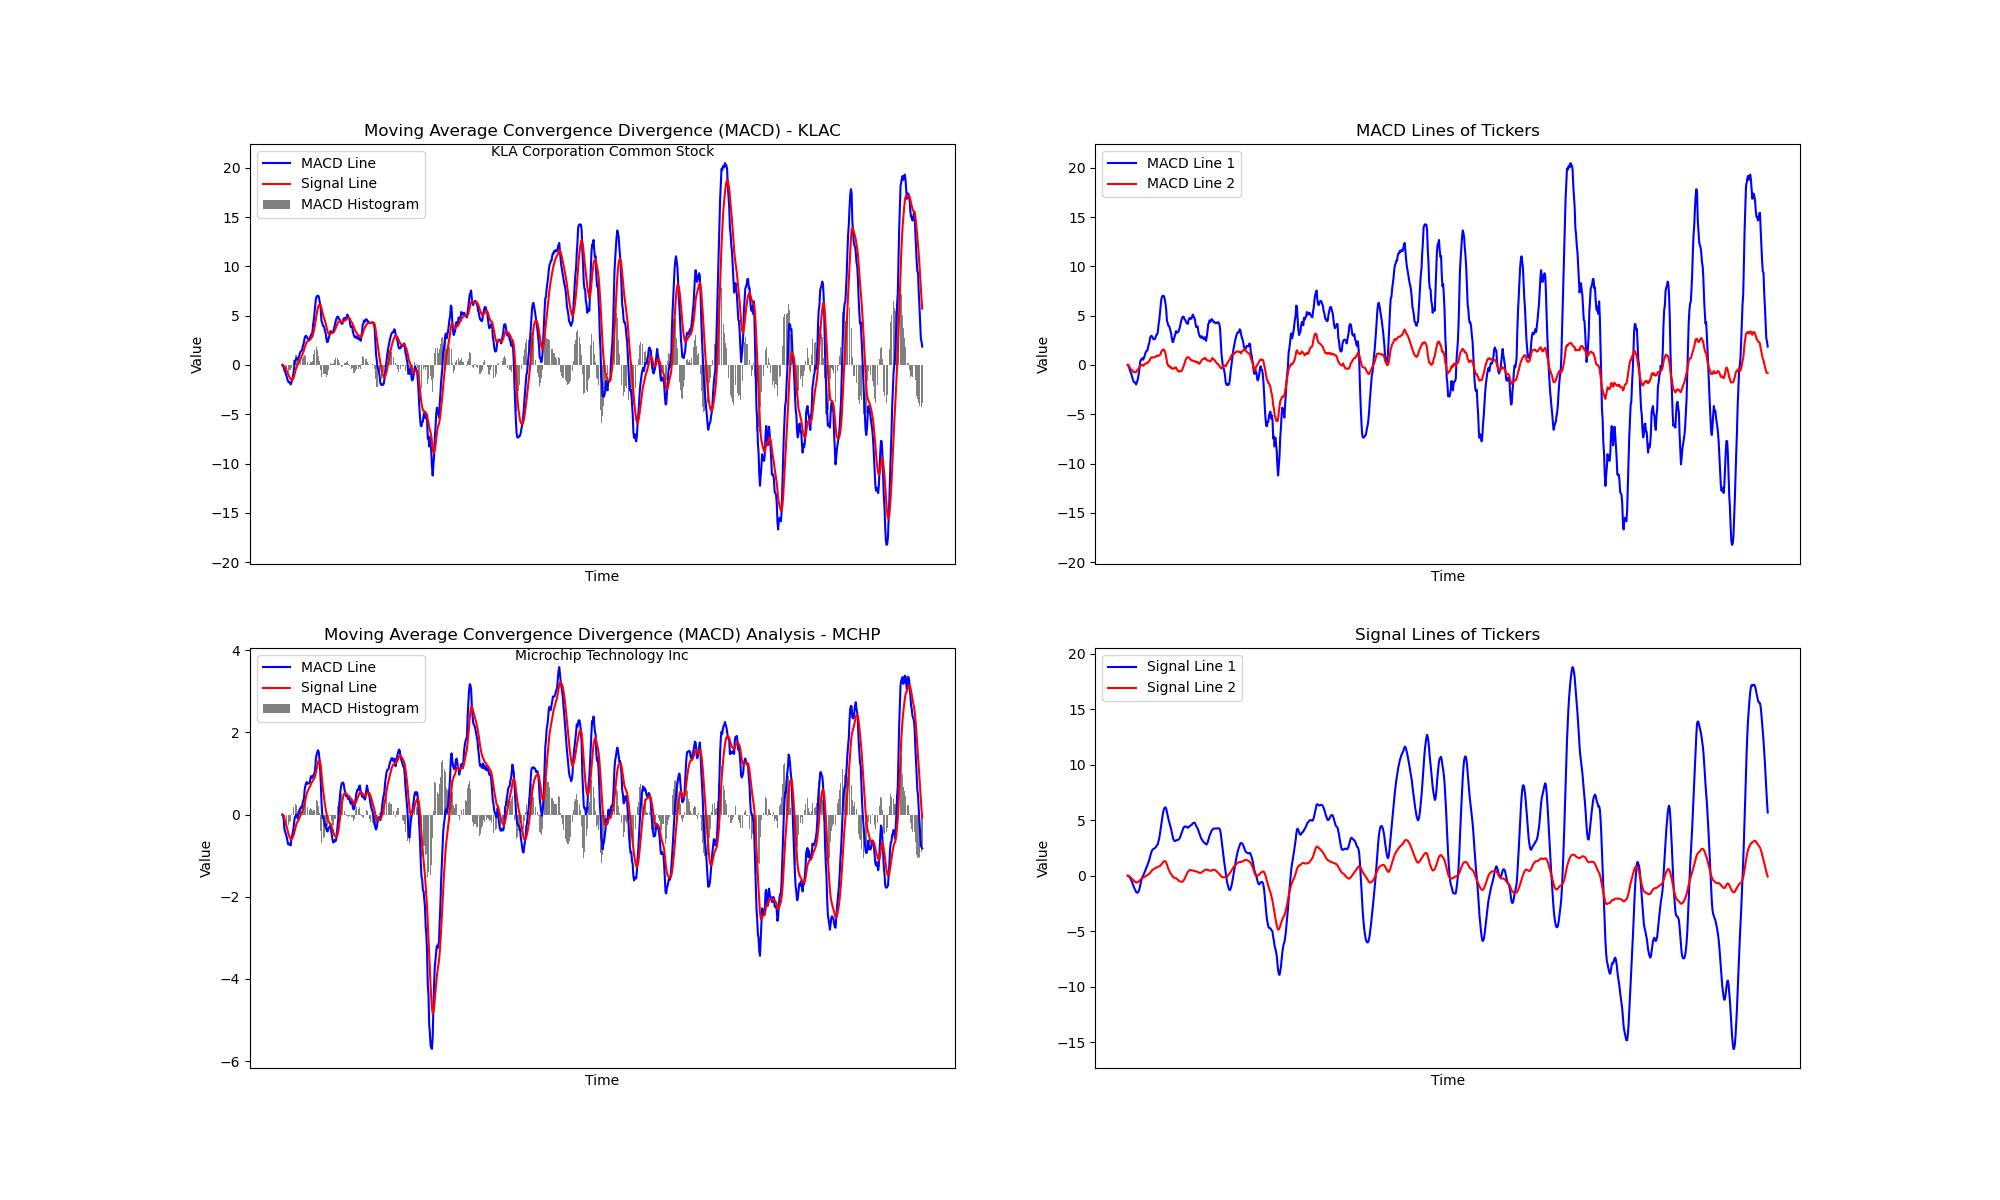 Moving Average Convergence Divergence (MACD) - KLAC
KLA Corporation Common Stock
MACD Line
Signal Line
MACD Histogram
20
15
10
5
0
−5
−10
−15
−20
Value
Time
MACD Lines of Tickers
MACD Line 1
MACD Line 2
20
15
10
5
0
−5
−10
−15
−20
Value
Time
Moving Average Convergence Divergence (MACD) Analysis - MCHP
Microchip Technology Inc
MACD Line
Signal Line
MACD Histogram
4
2
0
−2
−4
−6
Value
Time
Signal Lines of Tickers
Signal Line 1
Signal Line 2
20
15
10
5
0
−5
−10
−15
Value
Time